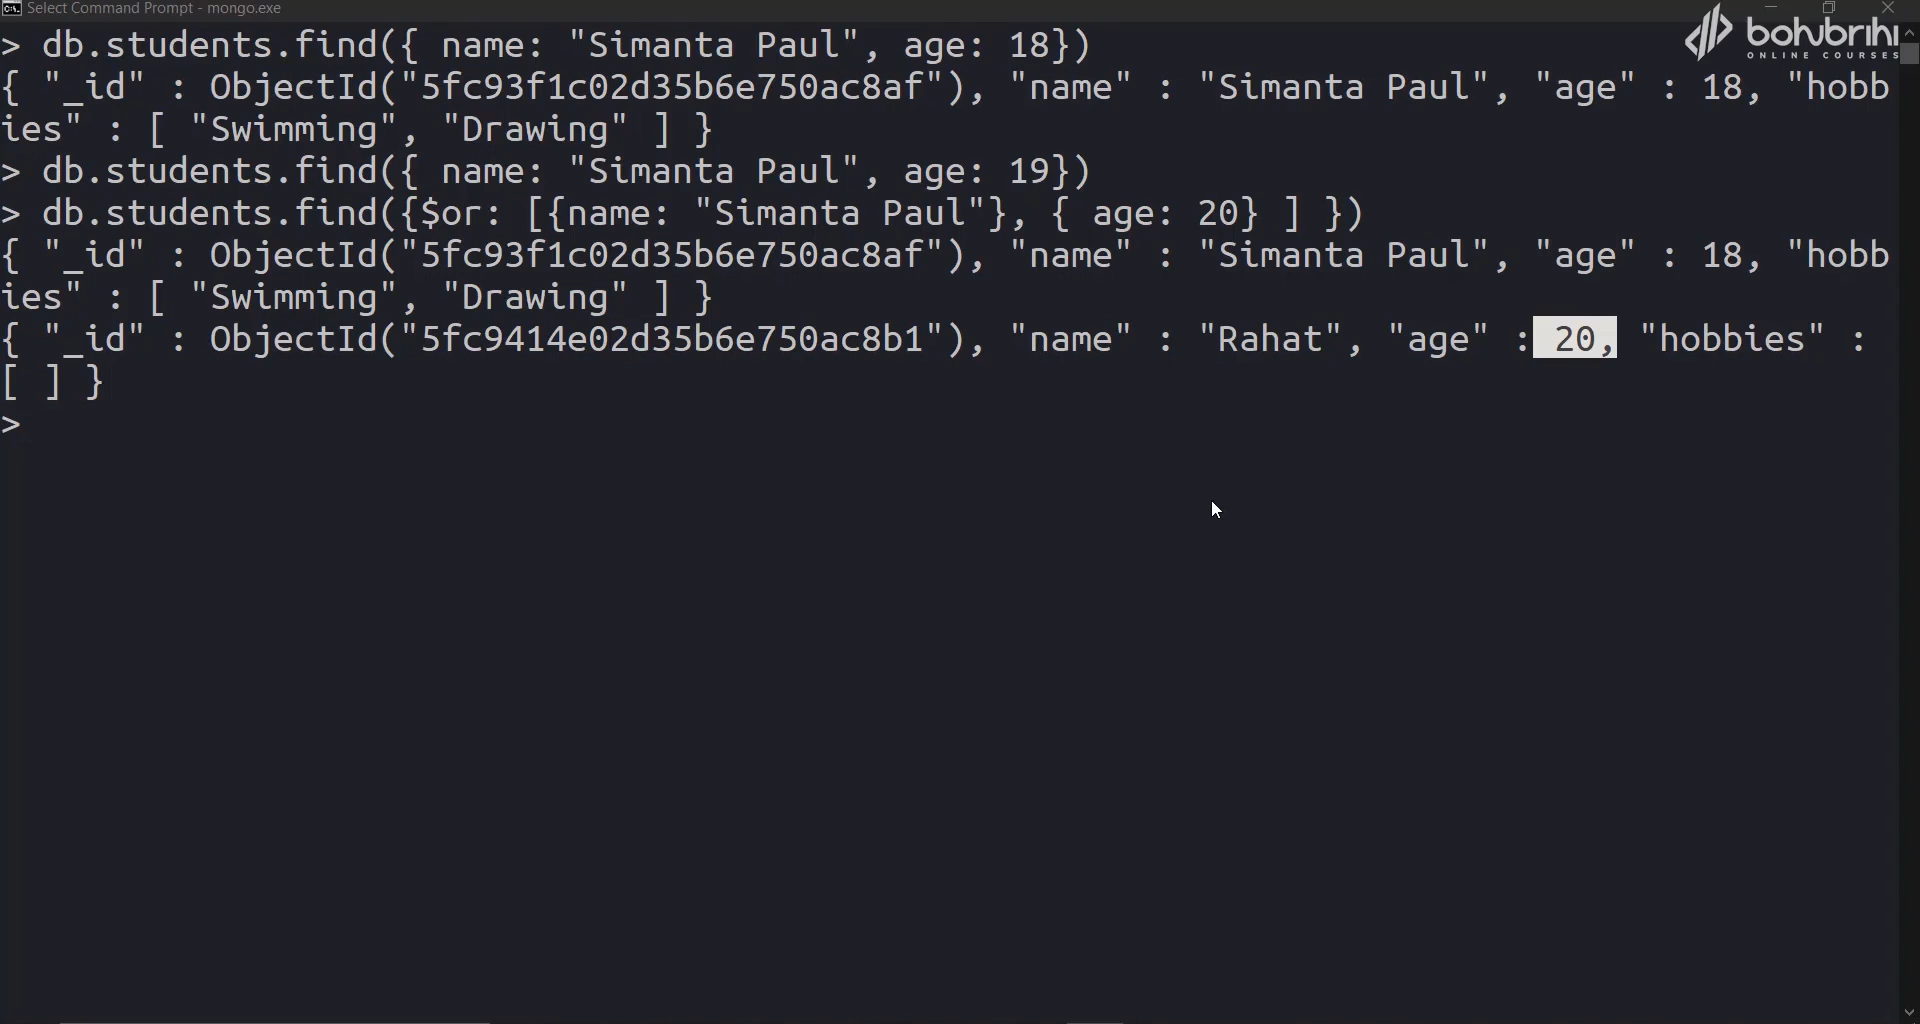 Select Command Prompt - mongo.exe
bohubrihi
ONLINE COURSES
> db.students.find({ name: "Simanta Paul", age: 18})
{ "_id" : ObjectId("5fc93f1c02d35b6e750ac8af"), "name" : "Simanta Paul", "age" : 18, "hobb
ies" : [ "Swimming", "Drawing" ] }
> db.students.find({ name: "Simanta Paul", age: 19})
> db.students.find({$or: [{name: "Simanta Paul"}, { age: 20} ] })
{ "_id" : ObjectId("5fc93f1c02d35b6e750ac8af"), "name" : "Simanta Paul", "age" : 18, "hobb
ies" : [ "Swimming", "Drawing" ] }
{ "_id" : ObjectId("5fc9414e02d35b6e750ac8b1"), "name" : "Rahat", "age" : 20, "hobbies" :
[ ] }
>